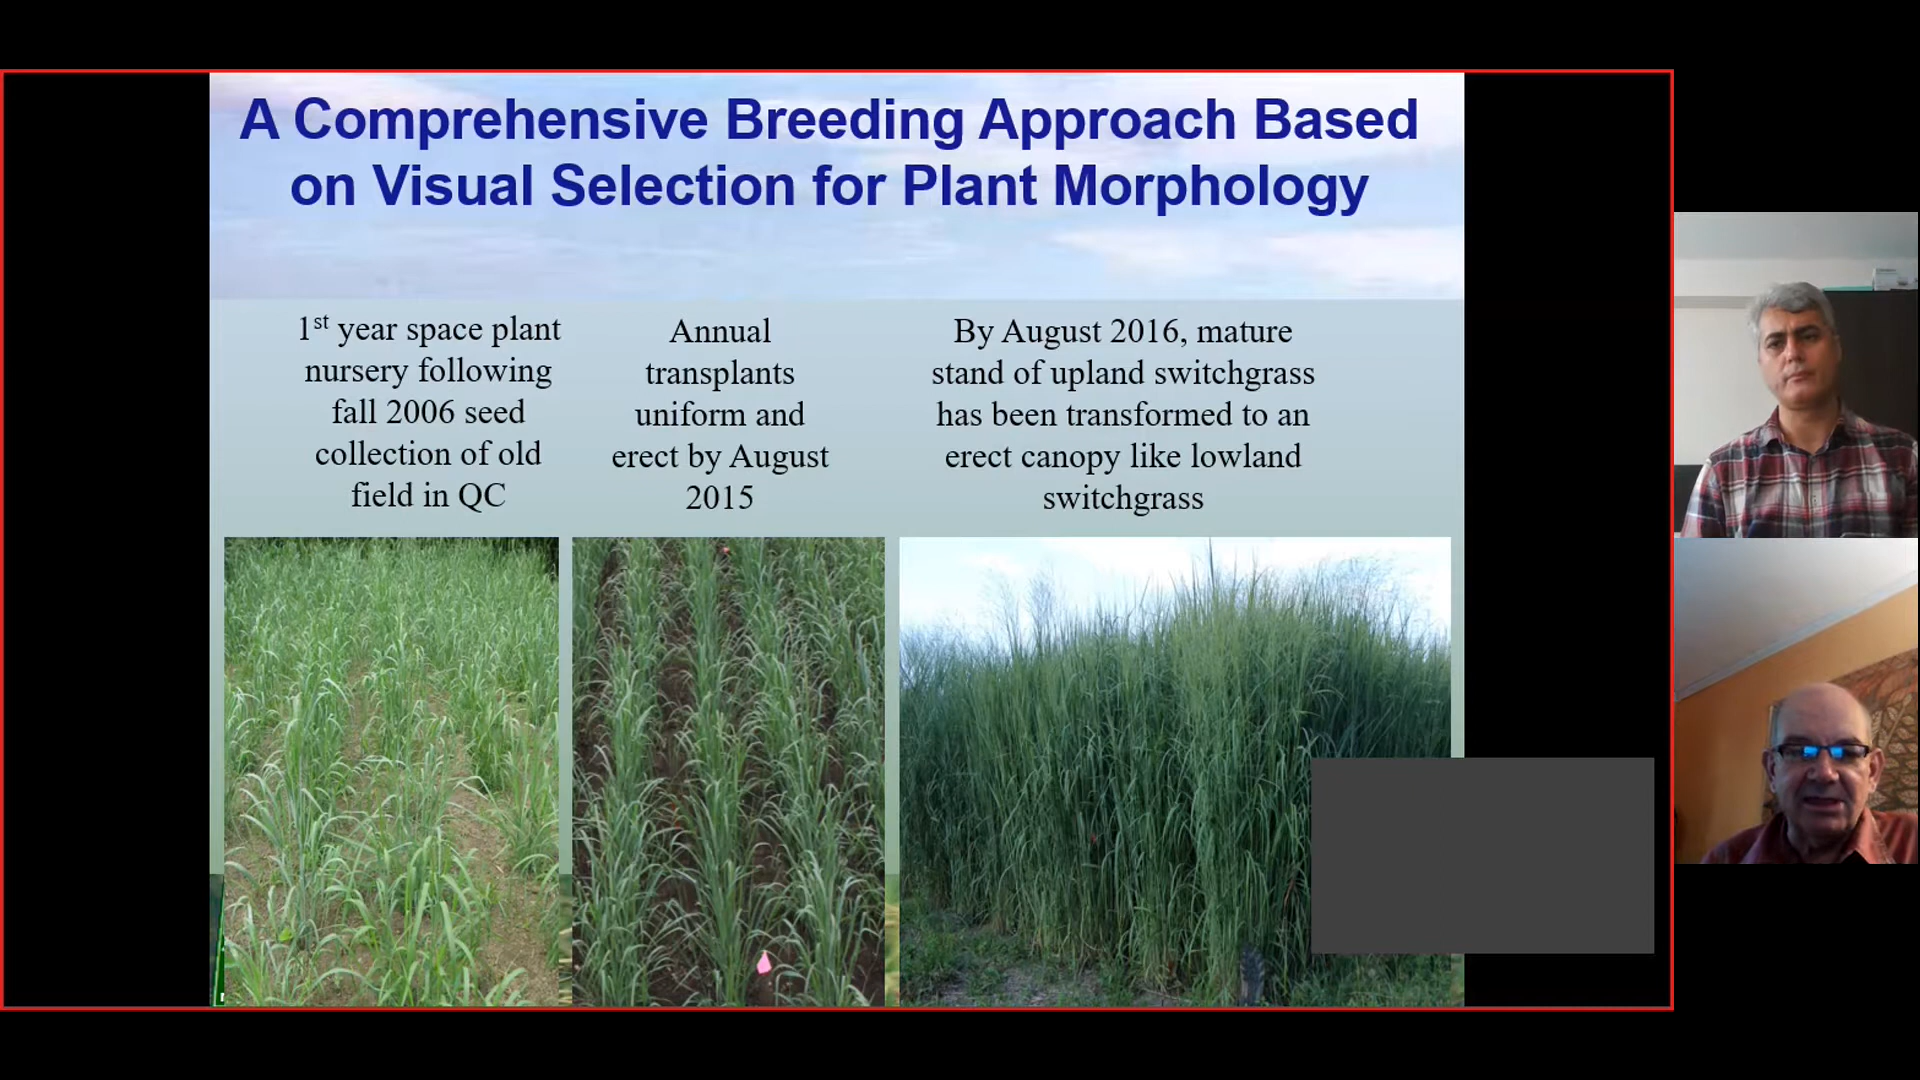 A Comprehensive Breeding Approach Based
on Visual Selection for Plant Morphology
1st year space plant
nursery following
fall 2006 seed
collection of old
field in QC
Annual
transplants
uniform and
erect by August
2015
By August 2016, mature
stand of upland switchgrass
has been transformed to an
erect canopy like lowland
switchgrass